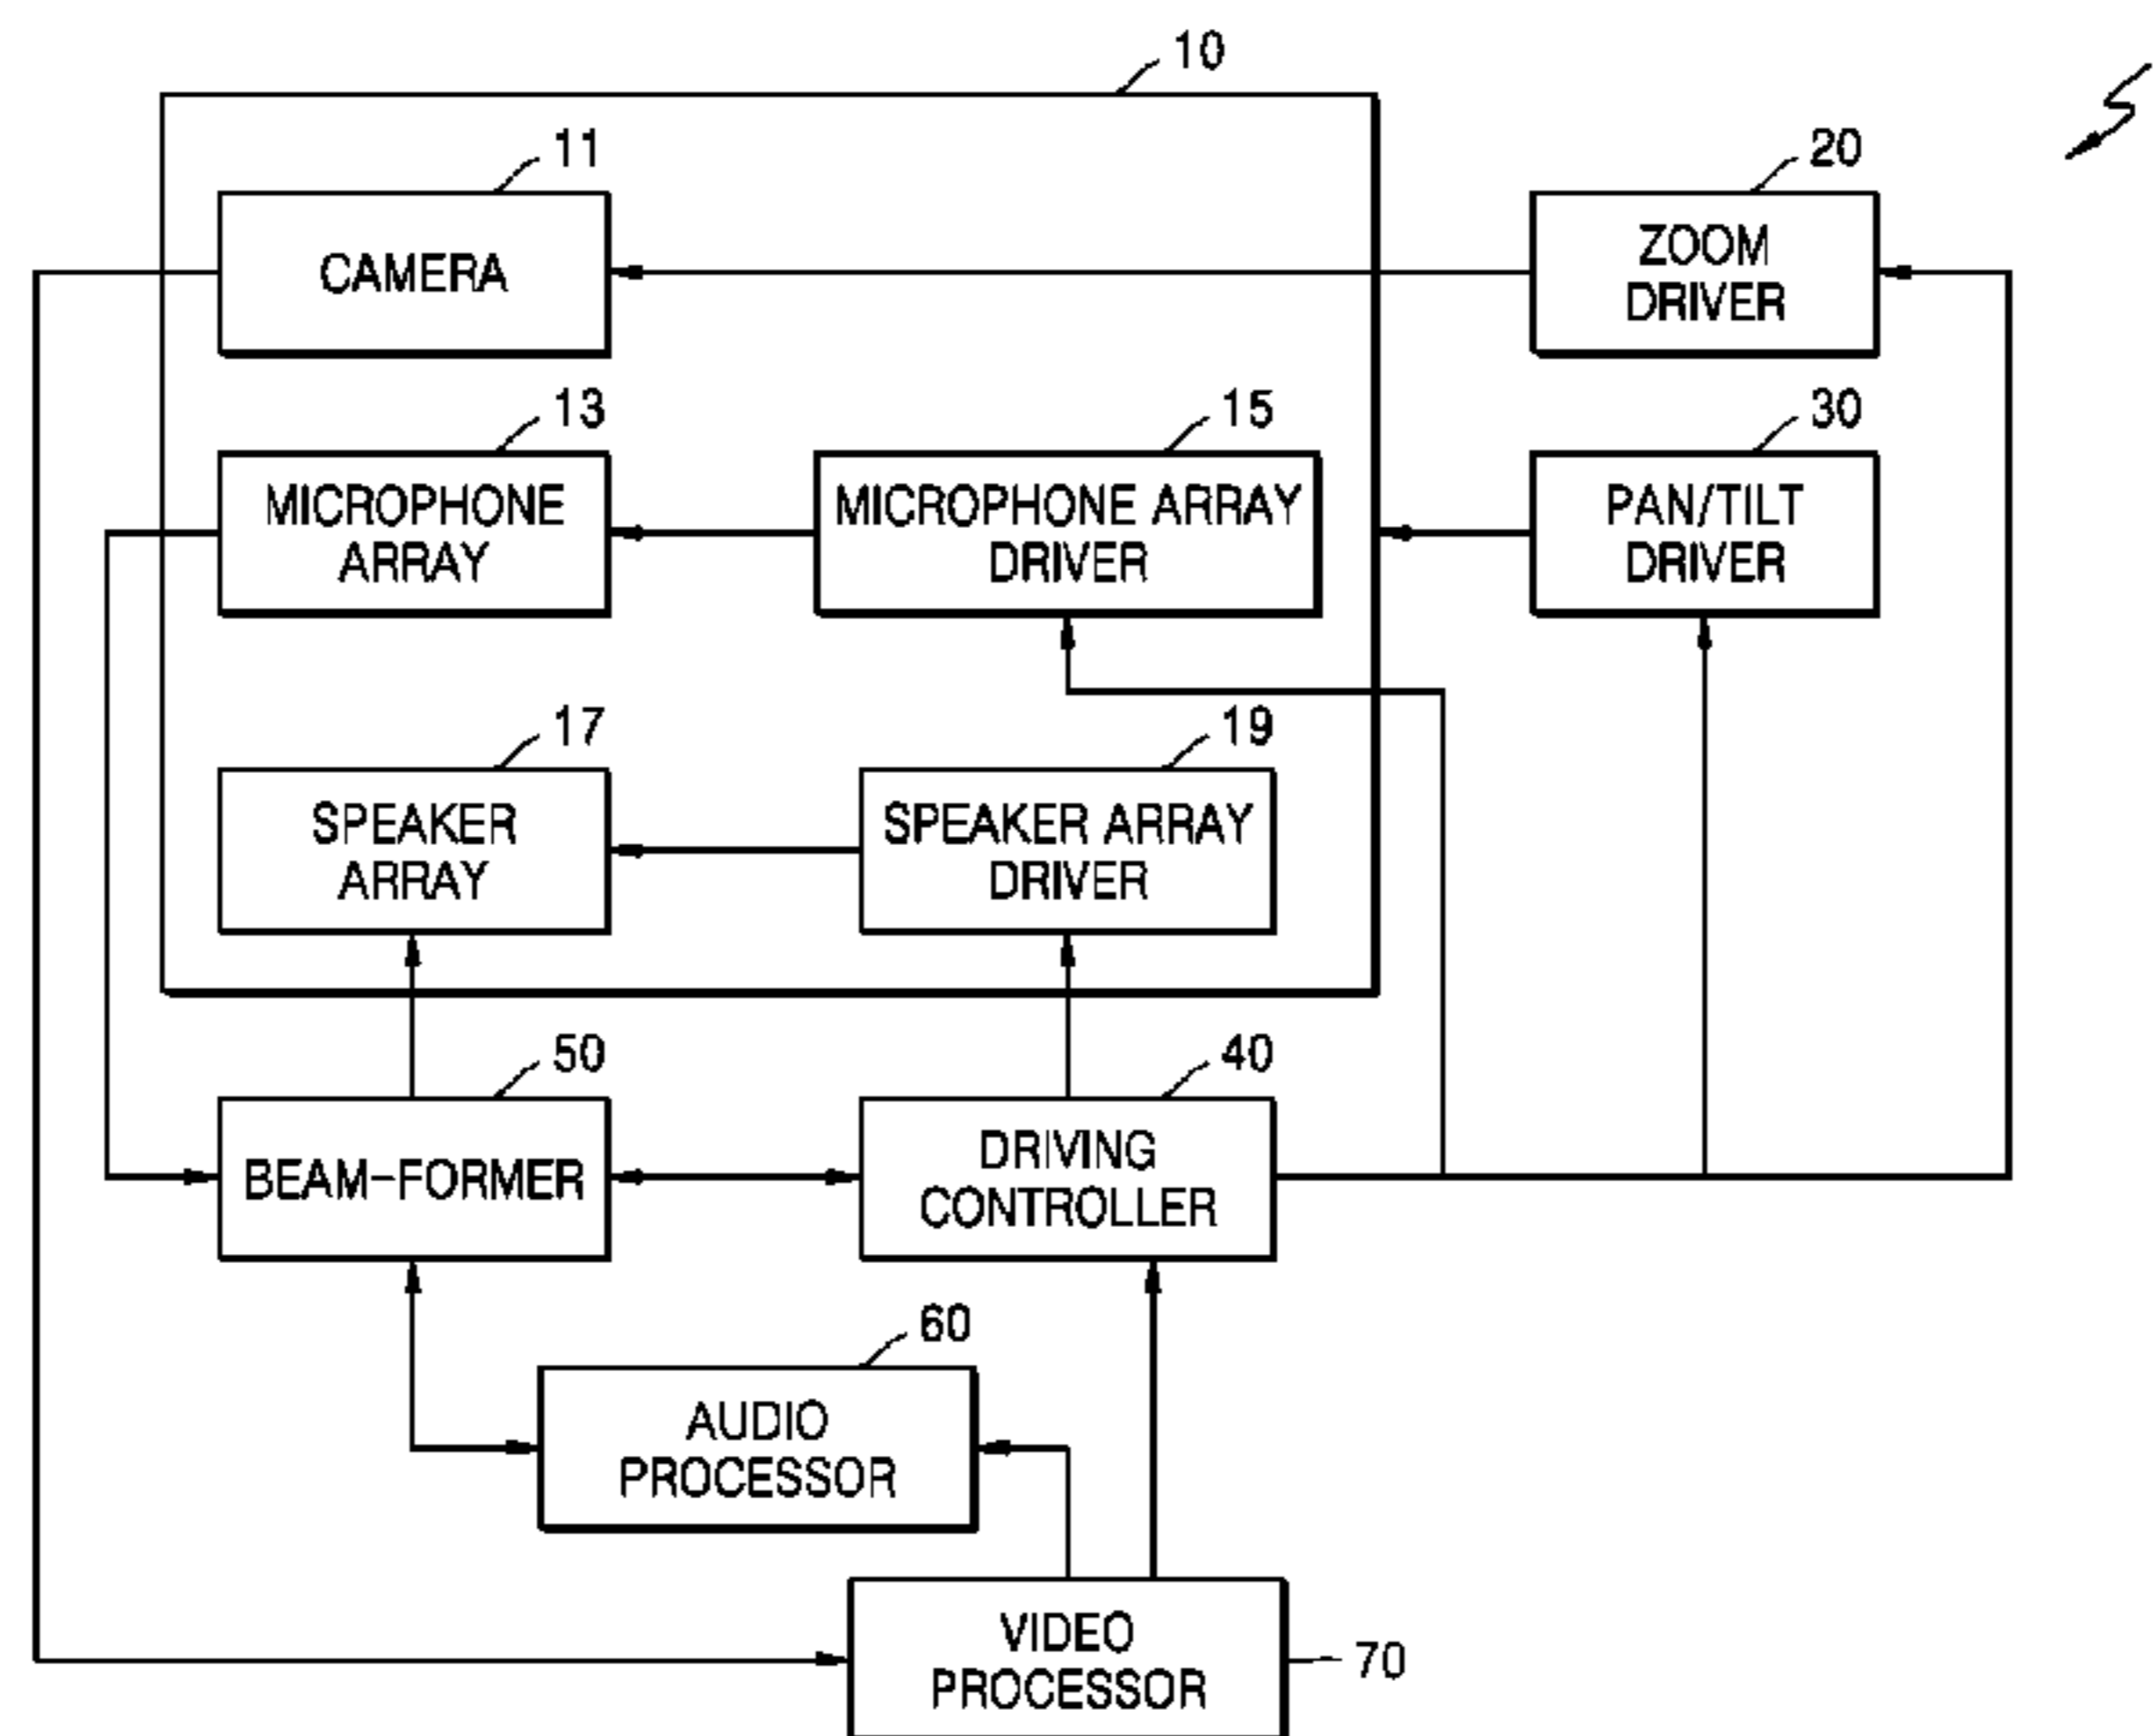 10
11
CAMERA
20
ZOOM
DRIVER
13
MICROPHONE
ARRAY
15
MICROPHONE ARRAY
DRIVER
30
PAN/TILT
DRIVER
17
SPEAKER
ARRAY
19
SPEAKER ARRAY
DRIVER
50
BEAM-FORMER
40
DRIVING
CONTROLLER
60
AUDIO
PROCESSOR
VIDEO
PROCESSOR
70